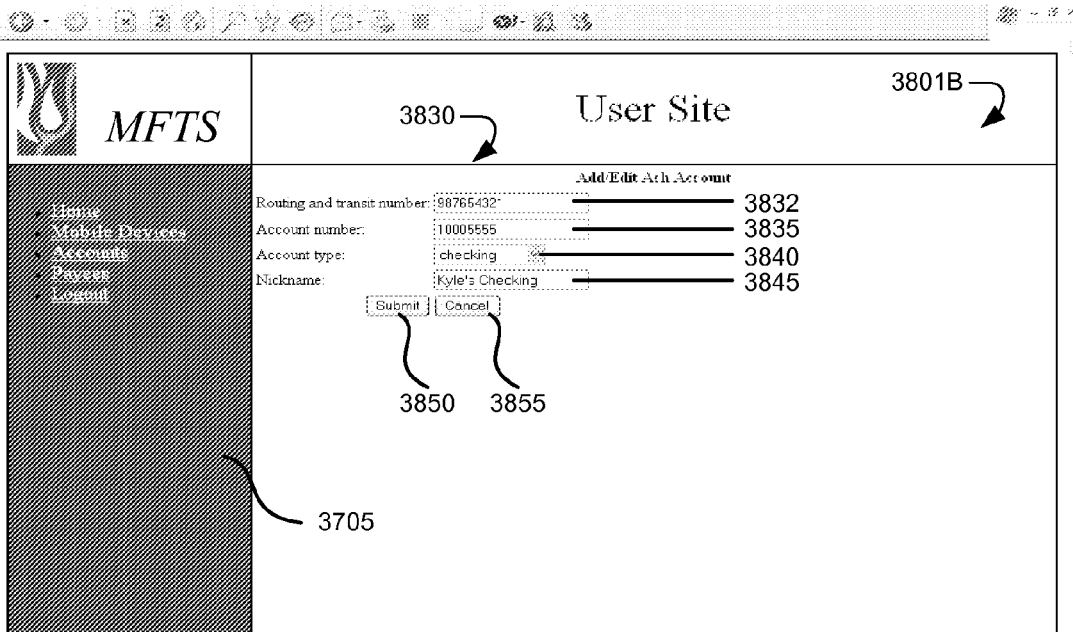 MFTS
User Site
3801B
3830
Add/Edit Ach Account
Routing and transit number: 987654321
3832
Account number: 10005555
3835
Account type: checking
3840
Nickname: Kyle's Checking
3845
Submit Cancel
3850 3855
Home
Mobile Devices
Accounts
Payees
Logout
3705